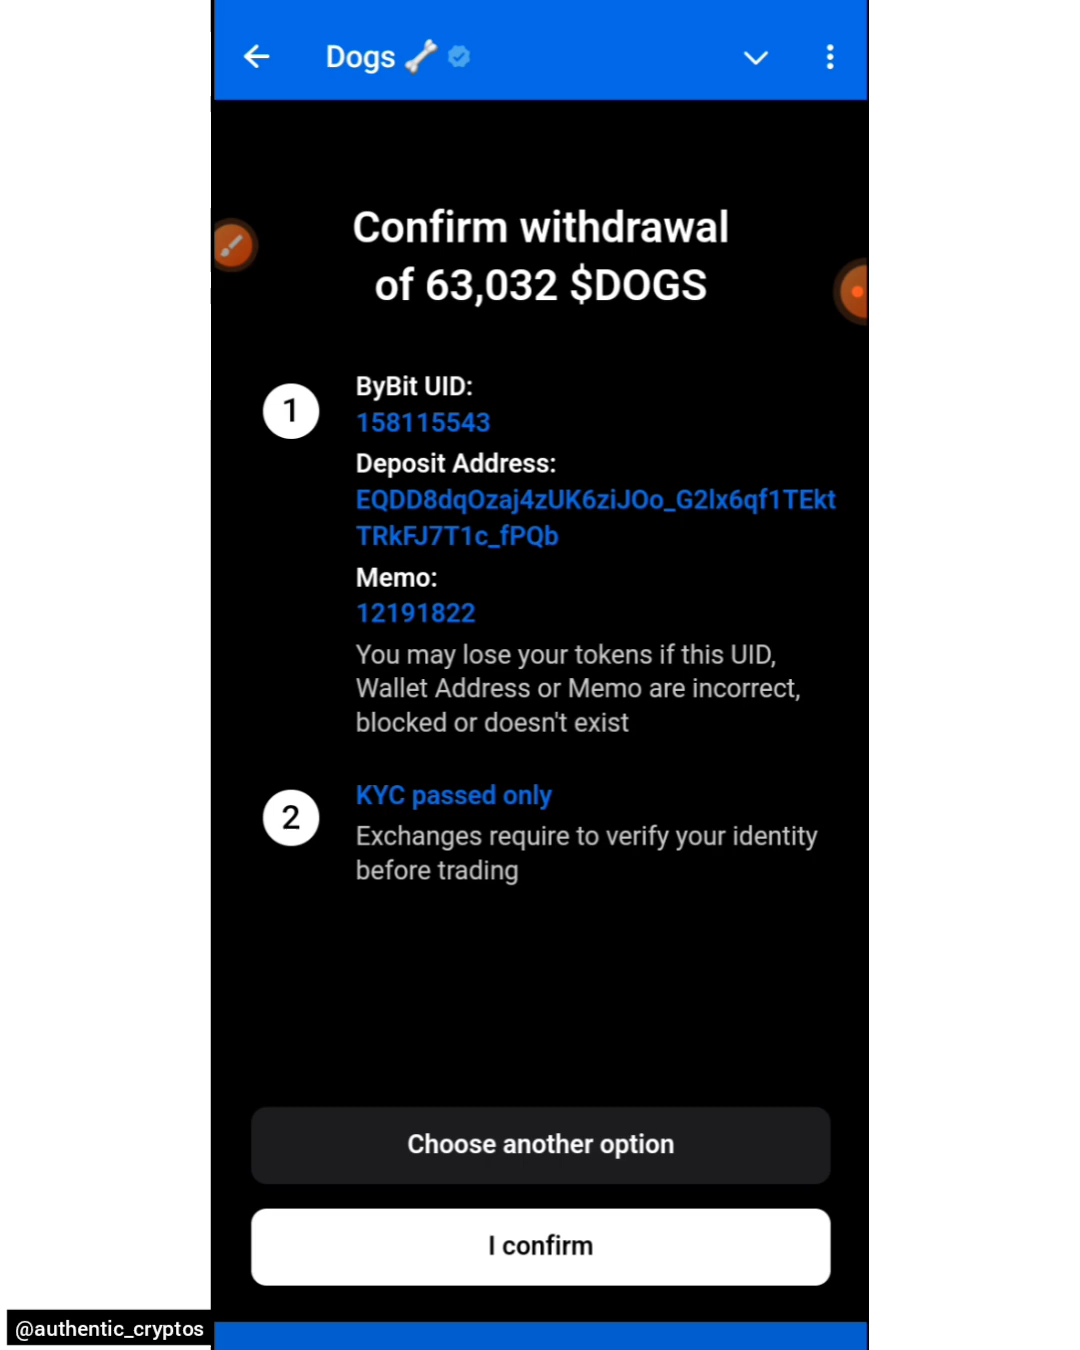 Dogs 🦴
Confirm withdrawal
of 63,032 $DOGS
1
ByBit UID:
158115543
Deposit Address:
EQDD8dqOzaj4zUK6ziJOo_G2lx6qf1TEkt
TRkFJ7T1c_fPQb
Memo:
12191822
You may lose your tokens if this UID,
Wallet Address or Memo are incorrect,
blocked or doesn't exist
2
KYC passed only
Exchanges require to verify your identity
before trading
Choose another option
I confirm
@authentic_cryptos